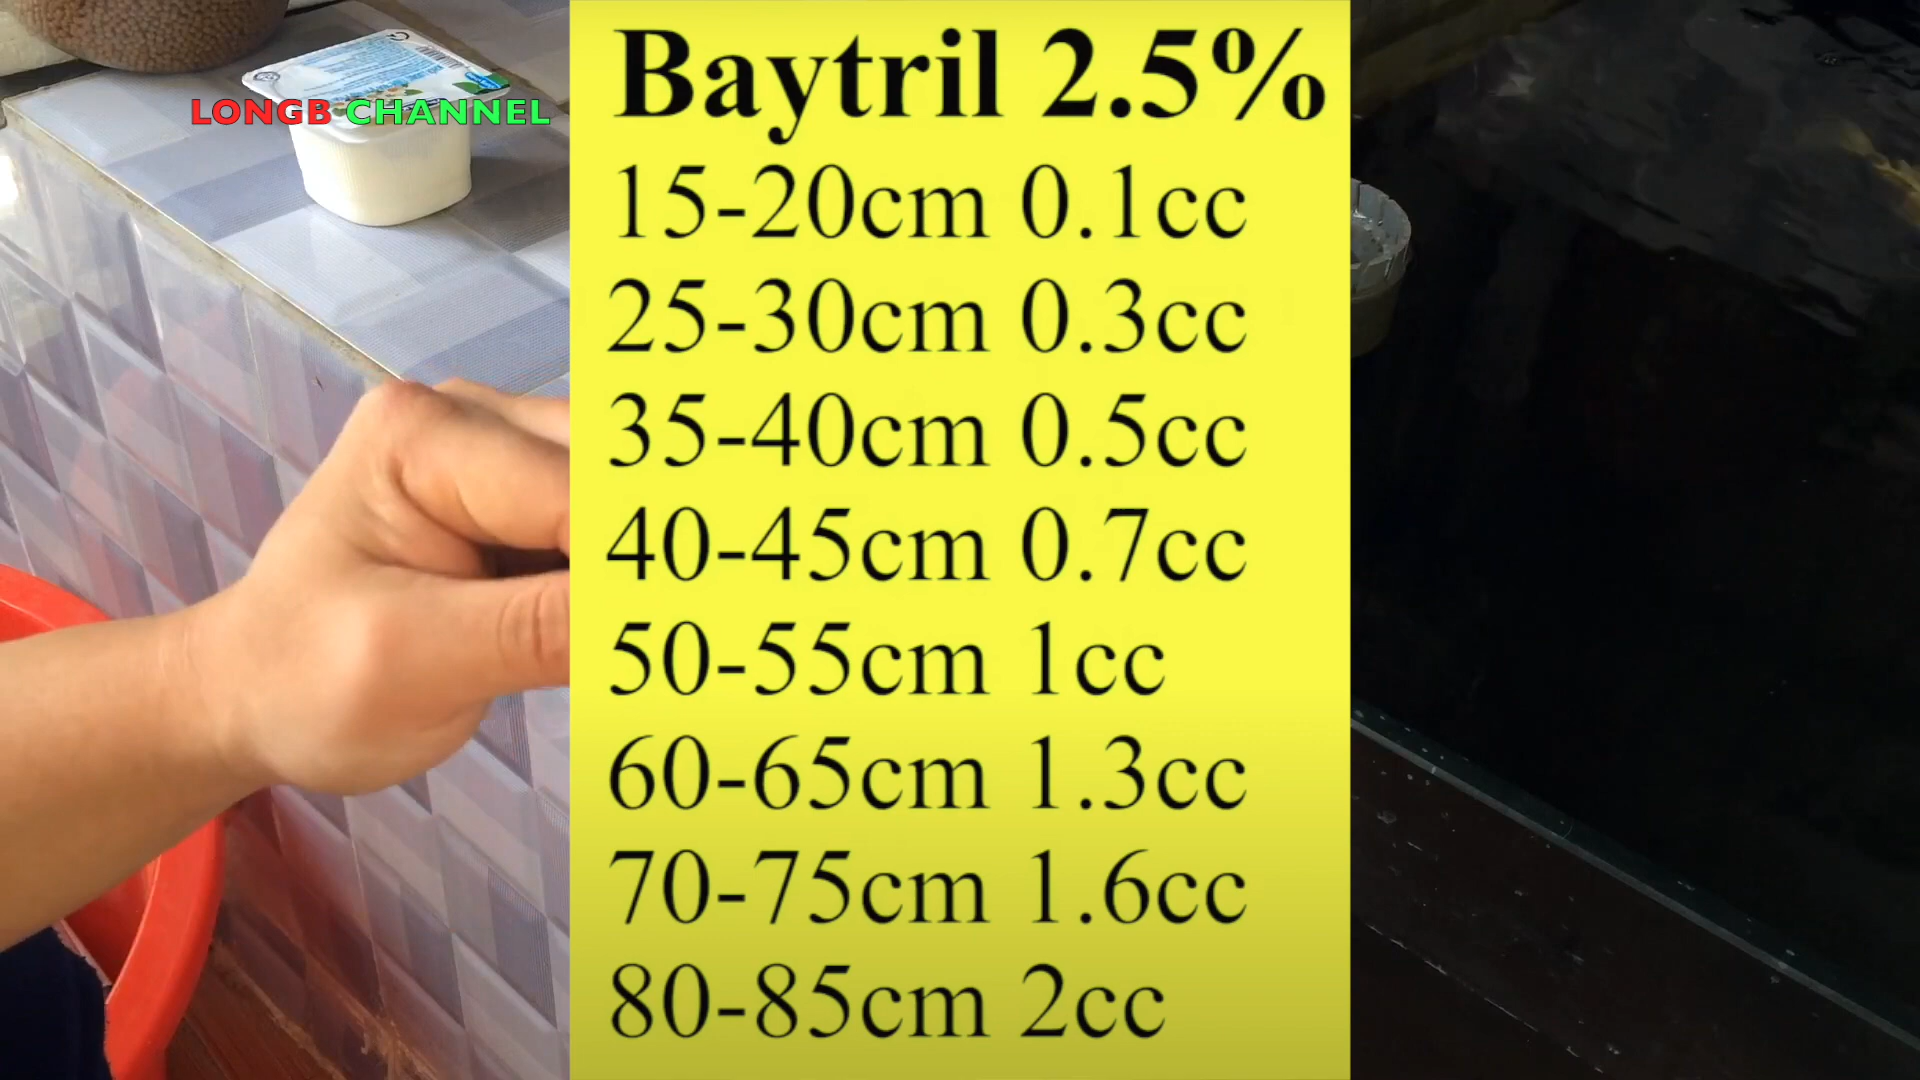 LONGB CHANNEL
Baytril 2.5%
15-20cm 0.1cc
25-30cm 0.3cc
35-40cm 0.5cc
40-45cm 0.7cc
50-55cm 1cc
60-65cm 1.3cc
70-75cm 1.6cc
80-85cm 2cc